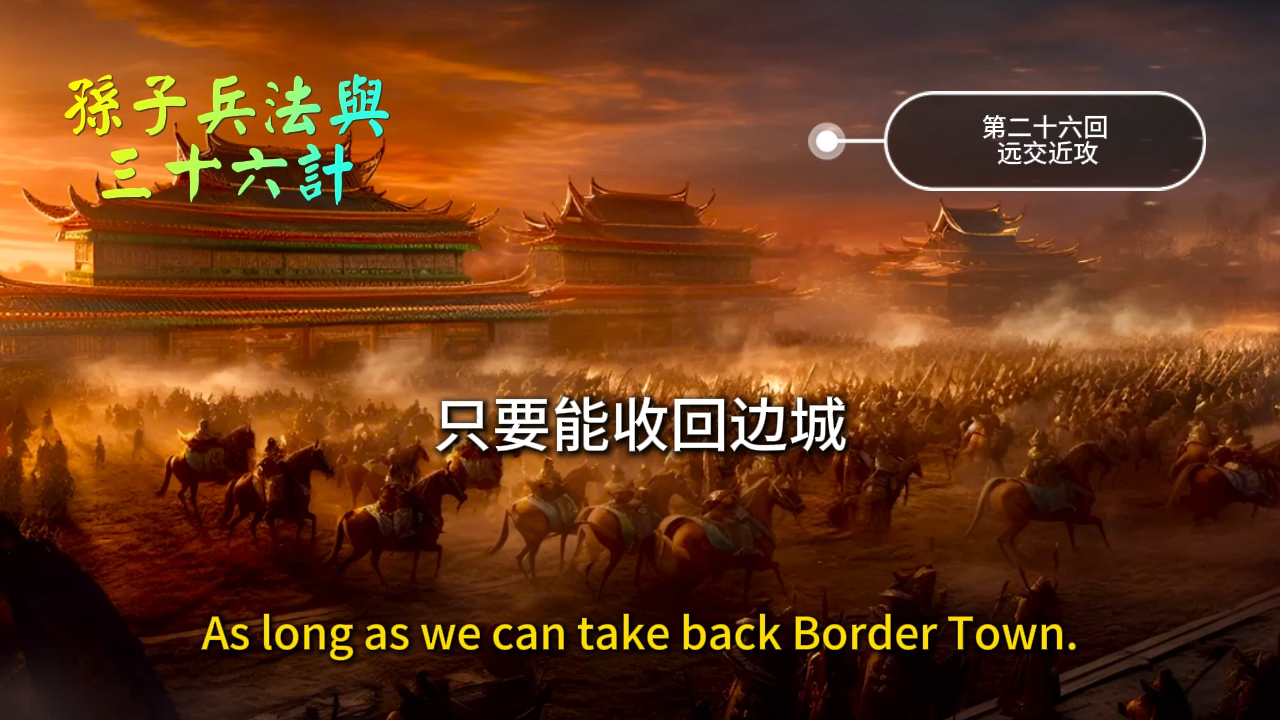 孫子兵法與
三十六計
第二十六回
远交近攻
只要能收回边城
As long as we can take back Border Town.